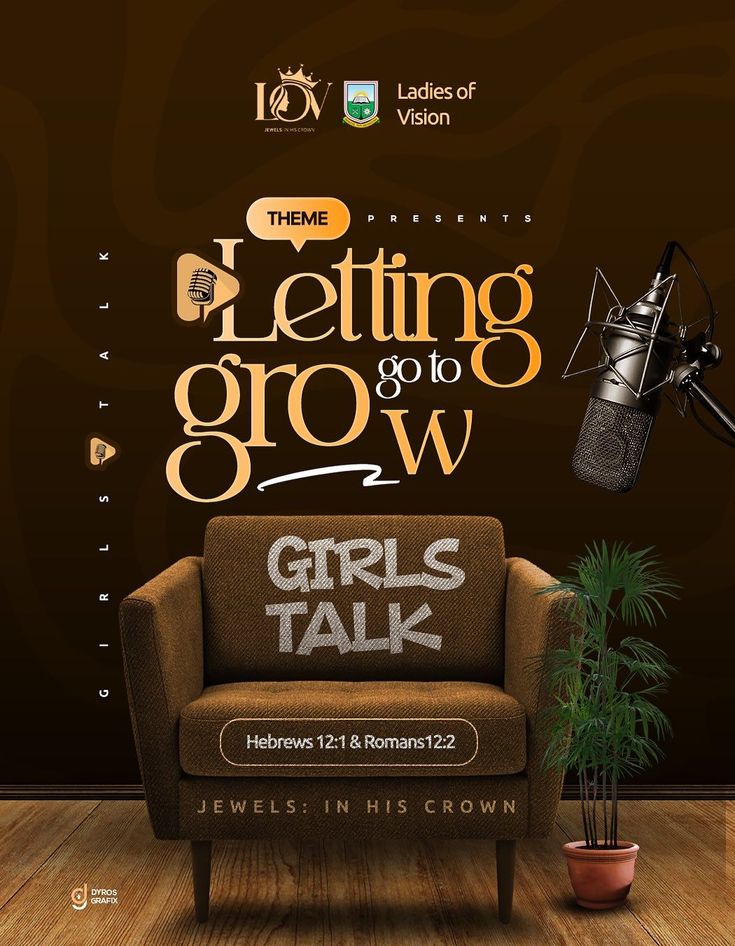 LOV
JEWELS IN HIS CROWN
Ladies of
Vision
THEME
PRESENTS
Letting
go to
grow
GIRLS TALK
GIRLS
TALK
Hebrews 12:1 & Romans12:2
JEWELS: IN HIS CROWN
DYROS
GRAFIX